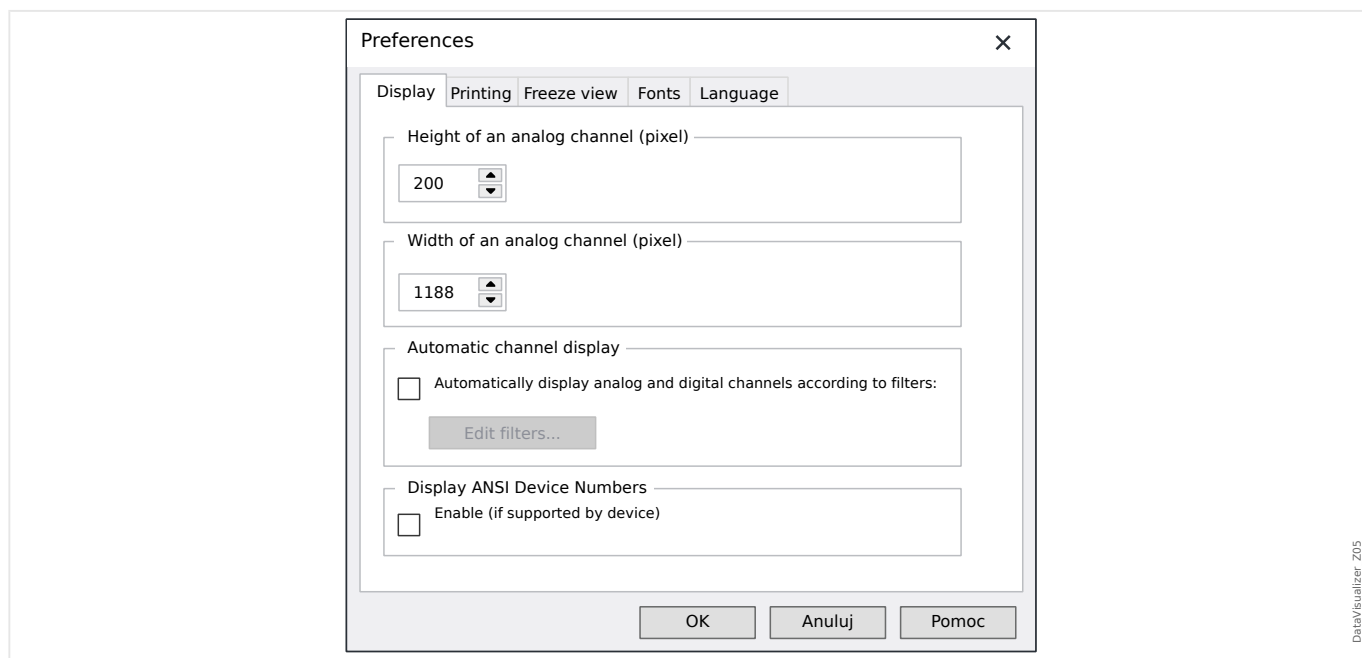 Preferences
Display Printing Freeze view Fonts Language
Height of an analog channel (pixel)
200
Width of an analog channel (pixel)
1188
Automatic channel display
Automatically display analog and digital channels according to filters:
Edit filters...
Display ANSI Device Numbers
Enable (if supported by device)
OK Anuluj Pomoc
DataVisualizer_Z05